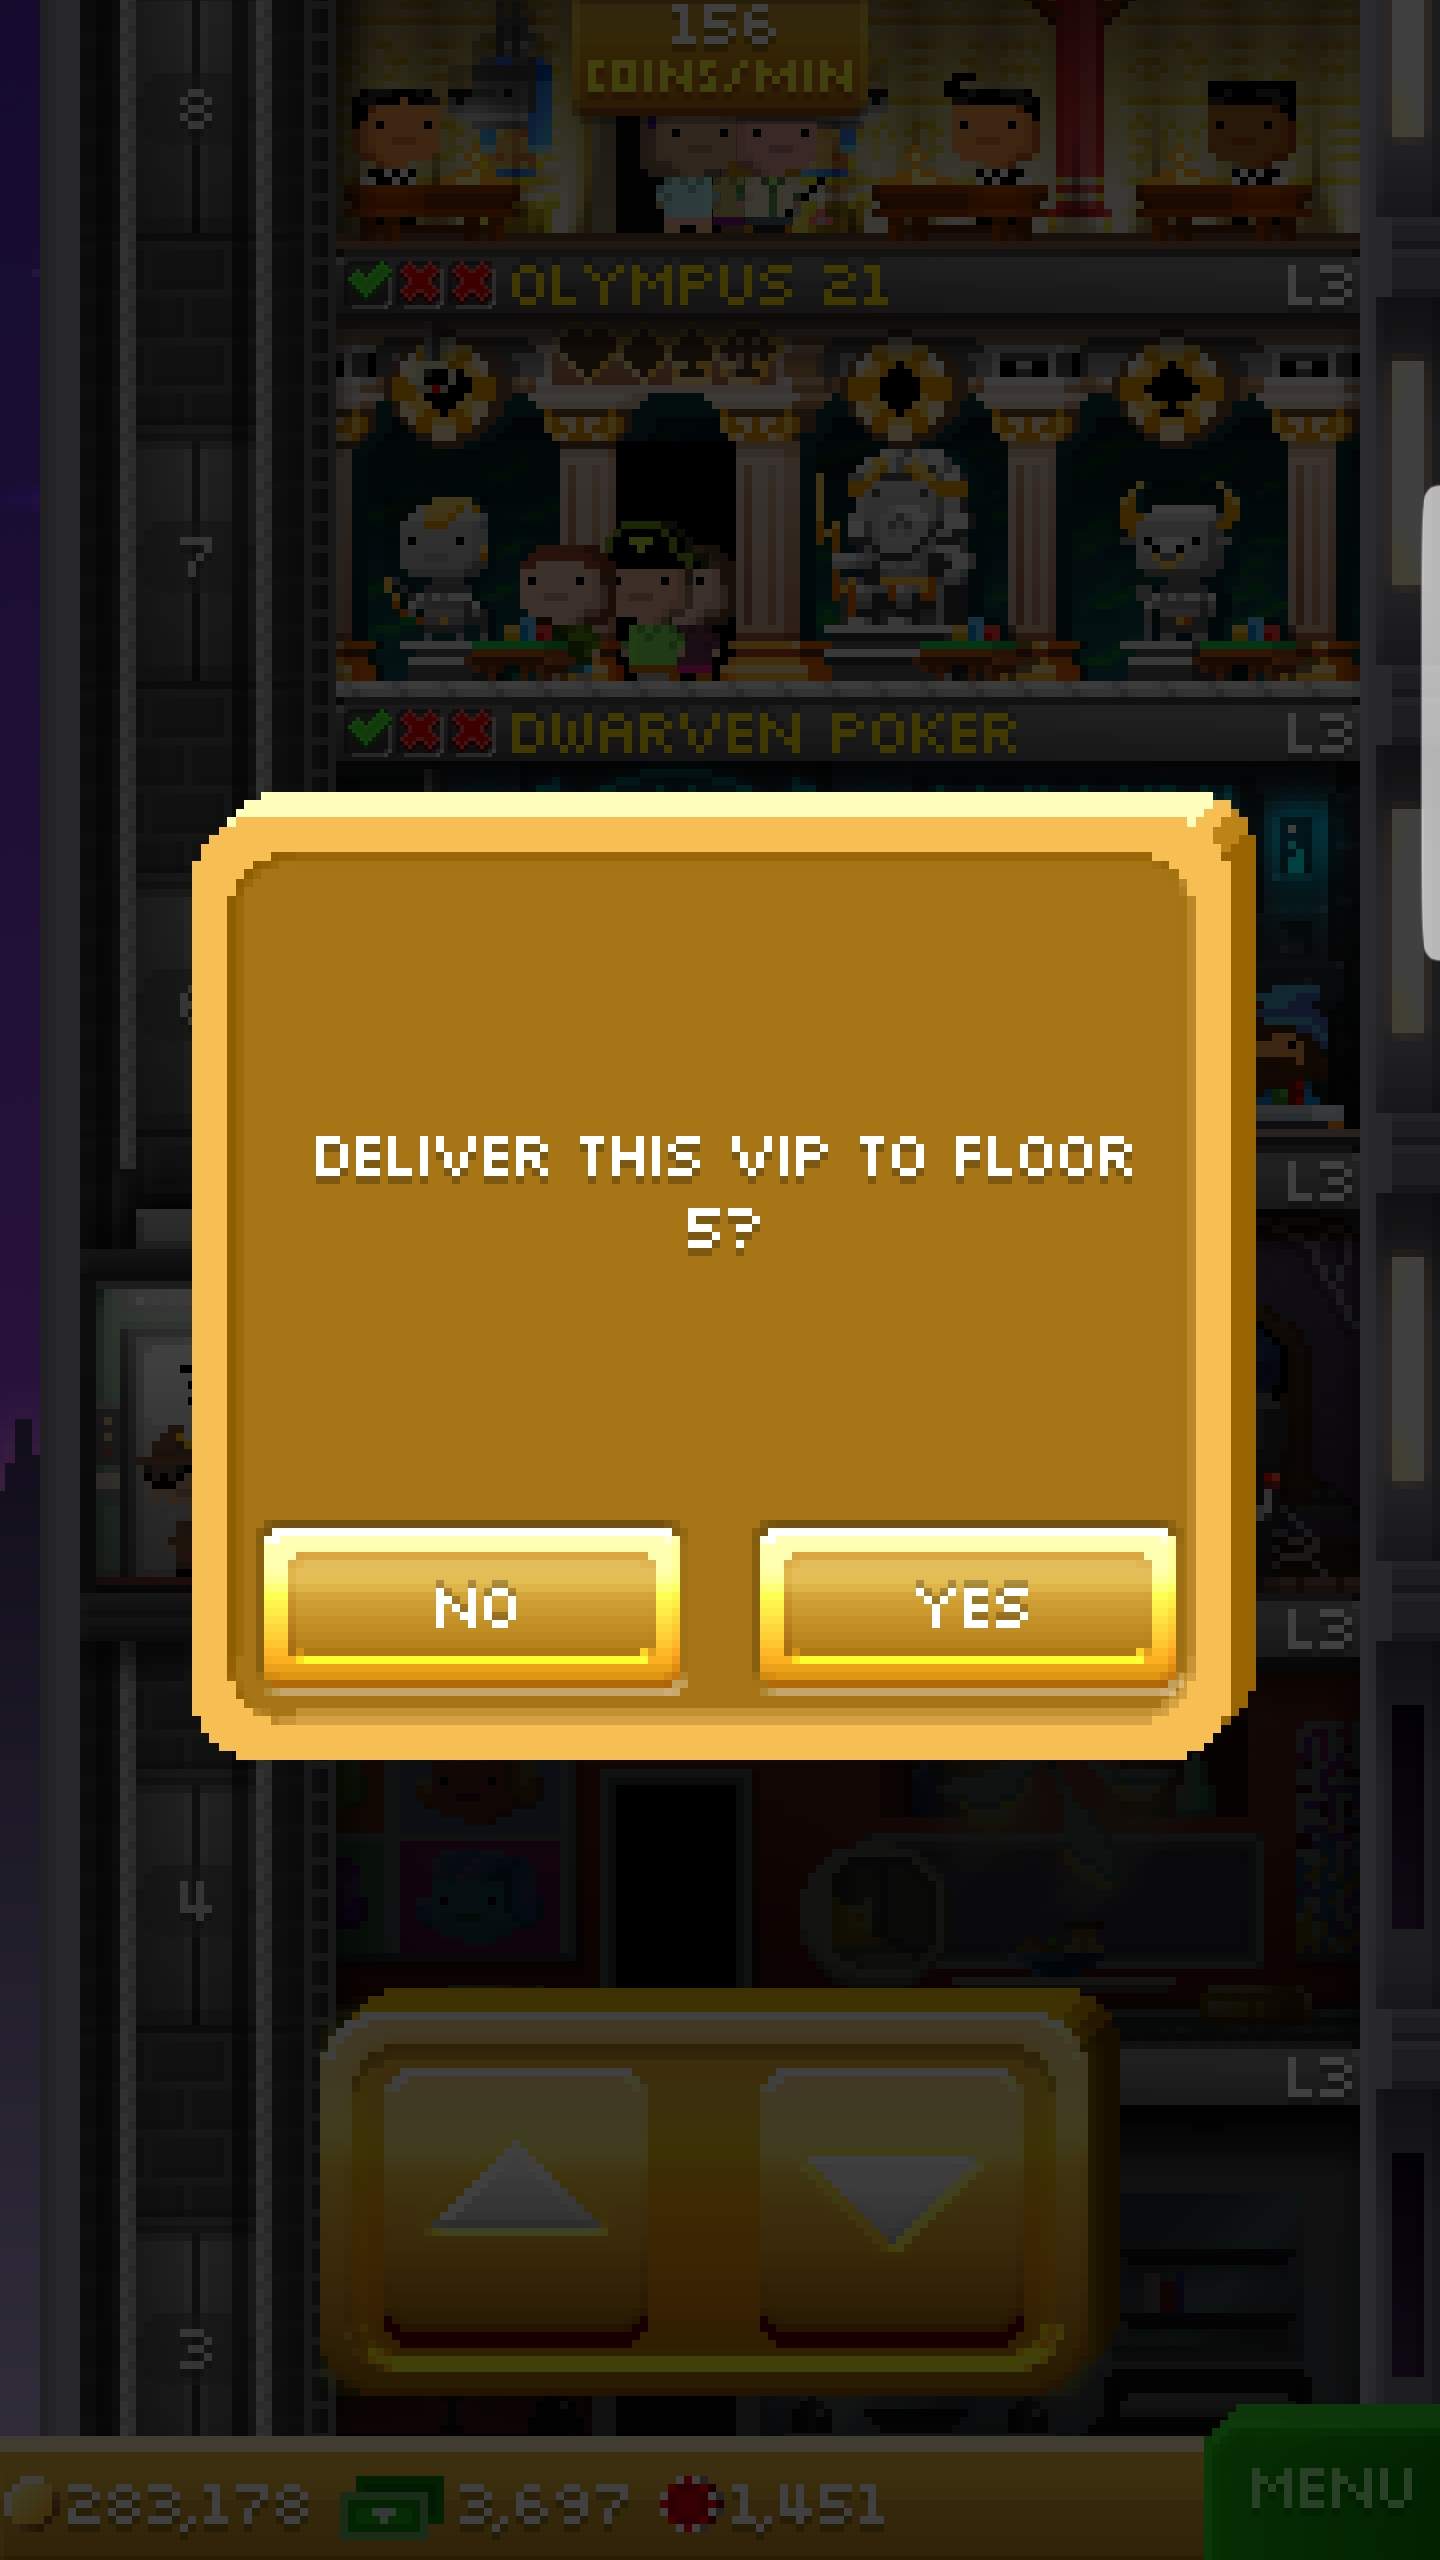 156
COINS/MIN
8
OLYMPUS 21
L3
7
DWARVEN POKER
L3
DELIVER THIS VIP TO FLOOR
5?
L3
NO
YES
L3
4
L3
3
283,178
3,697
1,451
MENU